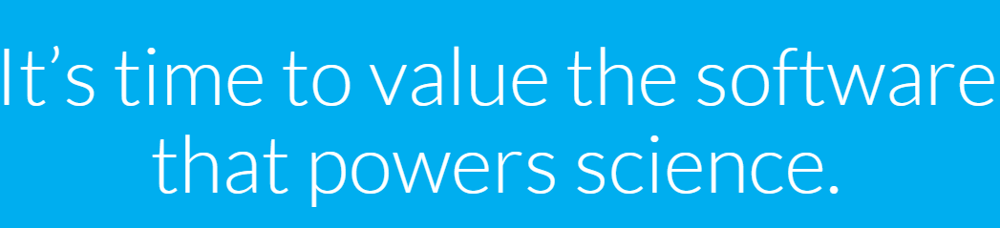 It’s time to value the software
that powers science.